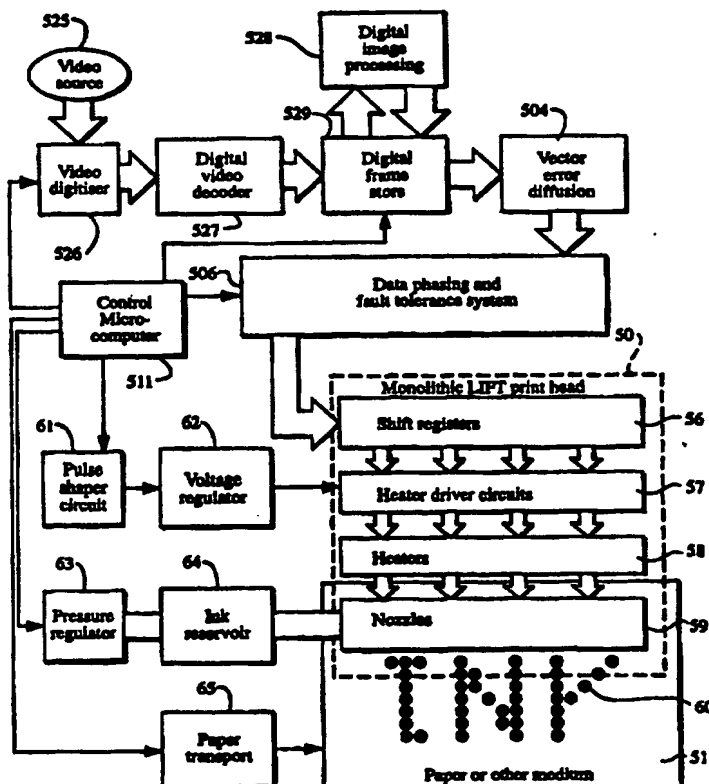 525
Video
source
528
Digital
image
processing
529
504
Video
digitiser
526
Digital
video
decoder
527
Digital
frame
store
Vector
error
diffusion
506
Data phasing and
fault tolerance system
Control
Micro-
computer
511
50
Monolithic LIFT print head
Shift registers
56
61
Pulse
shaper
circuit
62
Voltage
regulator
Heater driver circuits
57
Heaters
58
63
Pressure
regulator
64
Ink
reservoir
Nozzles
59
60
65
Paper
transport
51
Paper or other medium